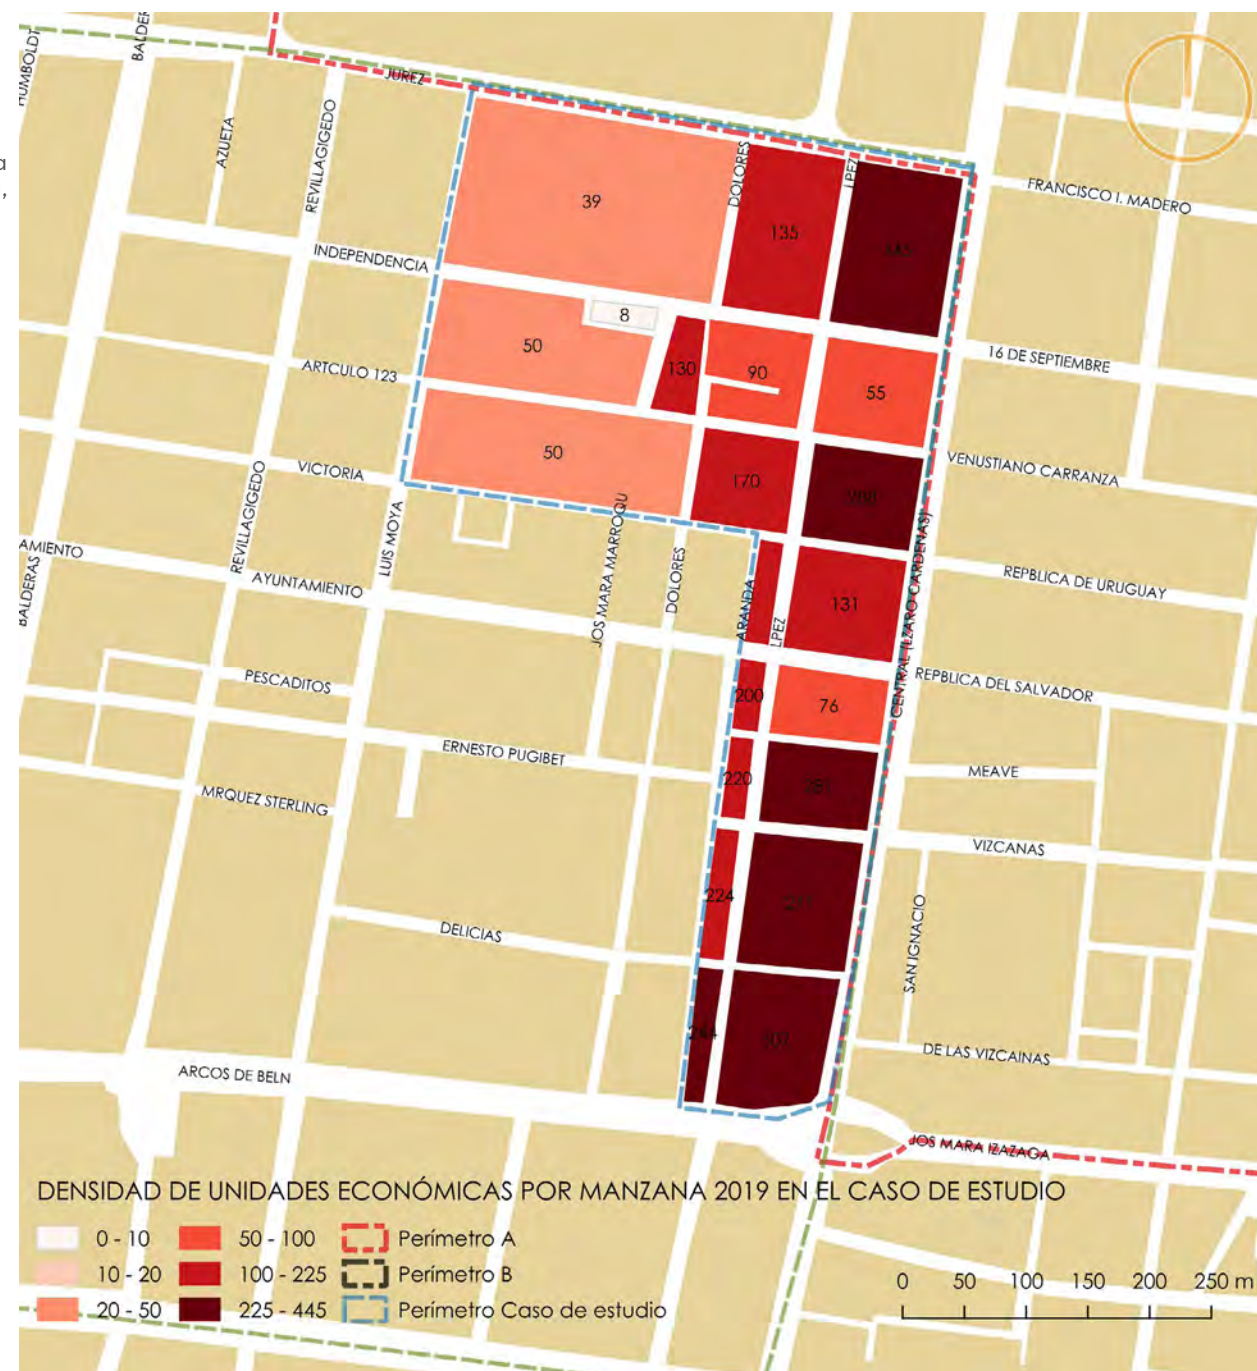 a
,
HUMBOLDT
BALDER
JUREZ
AZUETA
REVILLAGIGEDO
DOLORES
LPEZ
FRANCISCO I. MADERO
39
135
INDEPENDENCIA
8
50
130
90
55
16 DE SEPTIEMBRE
ARTCULO 123
50
170
VENUSTIANO CARRANZA
VICTORIA
REVILLAGIGEDO
LUIS MOYA
JOS MARA MARROQU
DOLORES
ARANDA
LPEZ
131
CENTRAL (LZARO CARDENAS)
REPBLICA DE URUGUAY
AMIENTO
BALDERAS
AYUNTAMIENTO
PESCADITOS
200
76
REPBLICA DEL SALVADOR
ERNESTO PUGIBET
220
MEAVE
MRQUEZ STERLING
VIZCANAS
224
DELICIAS
SAN IGNACIO
DE LAS VIZCAINAS
ARCOS DE BELN
JOS MARA IZAZAGA
DENSIDAD DE UNIDADES ECONÓMICAS POR MANZANA 2019 EN EL CASO DE ESTUDIO
0 - 10
50 - 100
Perímetro A
10 - 20
100 - 225
Perímetro B
20 - 50
225 - 445
Perímetro Caso de estudio
0 50 100 150 200 250 m